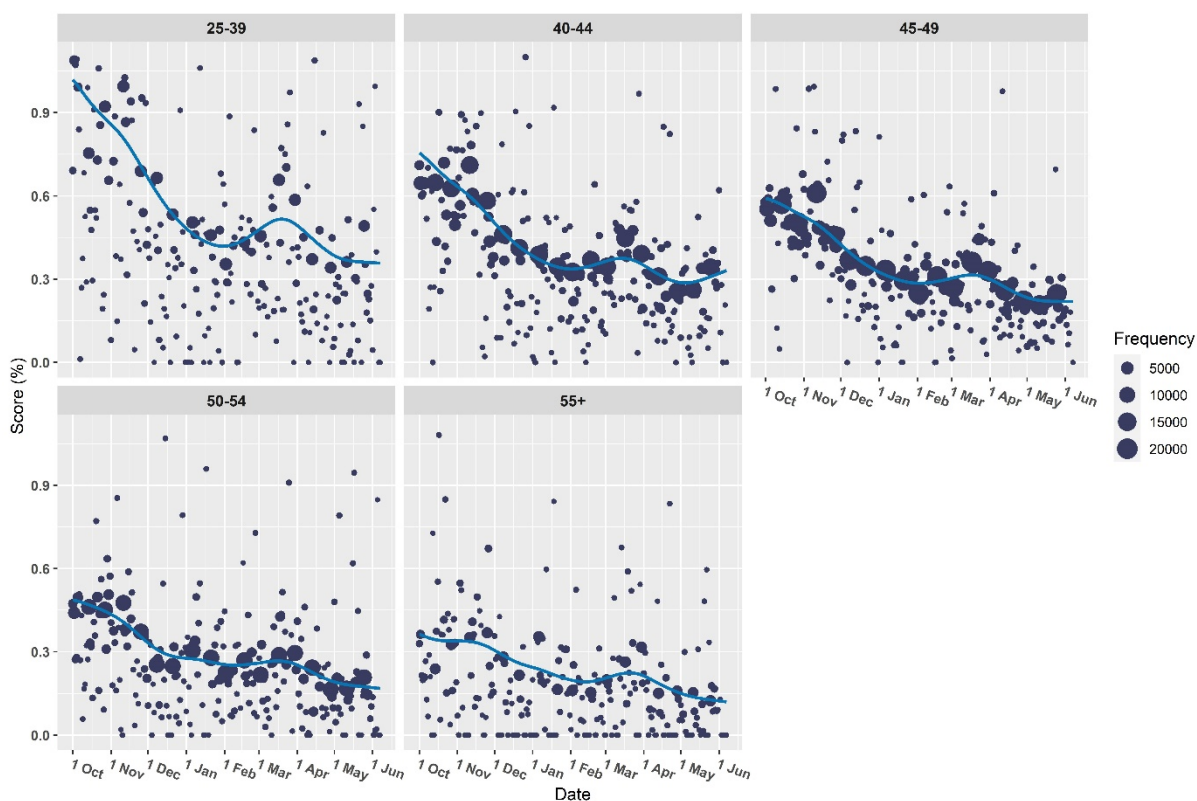 25-39
40-44
45-49
0.9
0.6
0.3
0.0
1 Oct
1 Nov
1 Dec
1 Jan
1 Feb
1 Mar
1 Apr
1 May
1 Jun
Frequency
5000
10000
15000
20000
Score (%)
50-54
55+
0.9
0.6
0.3
0.0
1 Oct
1 Nov
1 Dec
1 Jan
1 Feb
1 Mar
1 Apr
1 May
1 Jun
1 Oct
1 Nov
1 Dec
1 Jan
1 Feb
1 Mar
1 Apr
1 May
1 Jun
Date